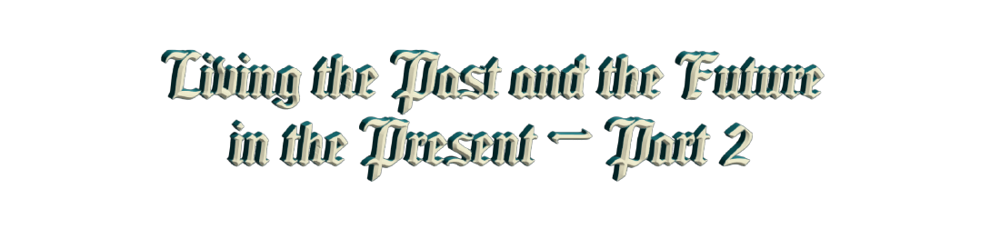 Living the Past and the Future
in the Present – Part 2